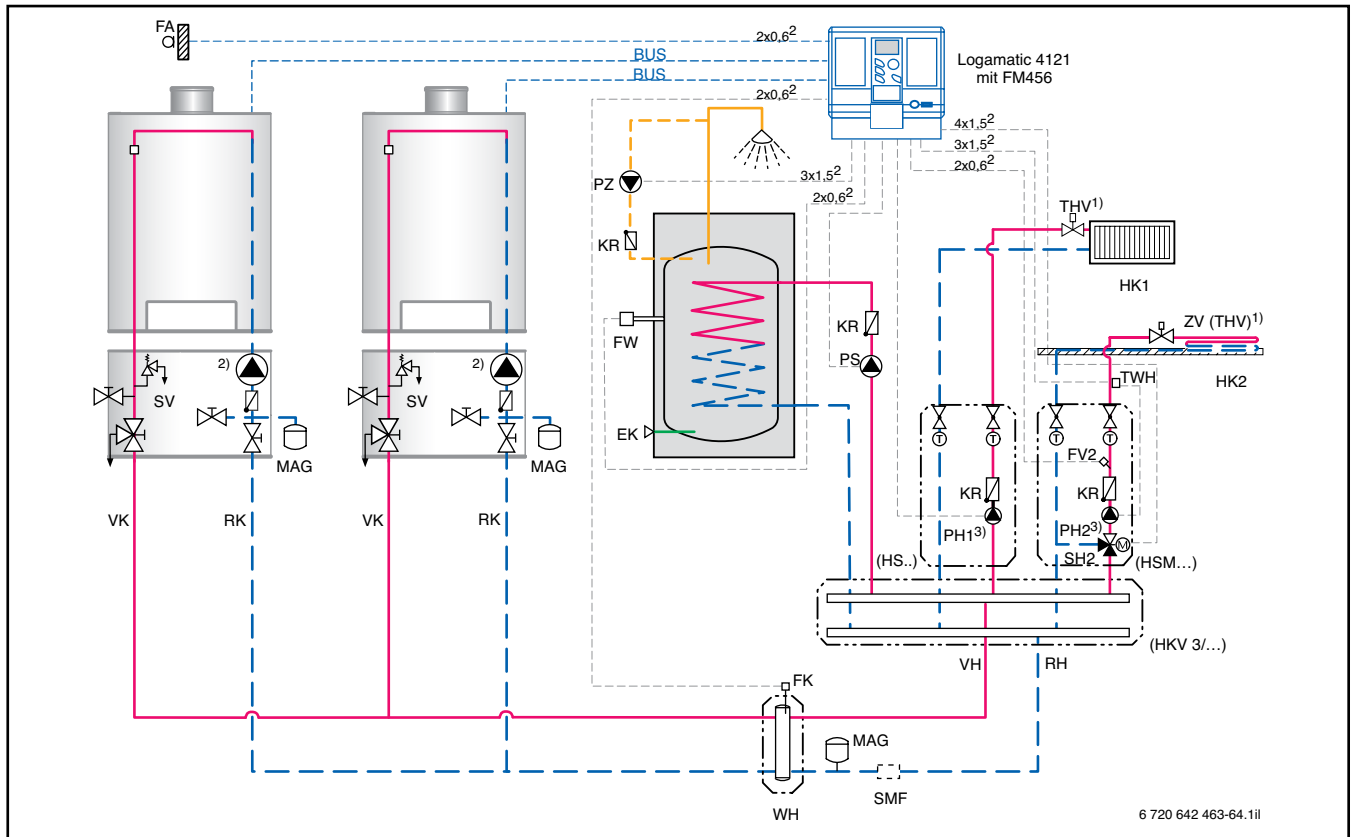 FA
2x0,6²
BUS
BUS
2x0,6²
Logamatic 4121
mit FM456
4x1,5²
3x1,5²
2x0,6²
PZ
3x1,5²
2x0,6²
THV¹⁾
KR
HK1
FW
KR
ZV (THV)¹⁾
2)
2)
PS
TWH
HK2
SV
SV
EK
T
T
T
T
MAG
MAG
FV2
KR
KR
VK
RK
VK
RK
PH1³⁾
PH2³⁾
M
(HS..)
SH2
(HSM...)
(HKV 3/...)
VH
RH
FK
MAG
SMF
WH
6 720 642 463-64.1il